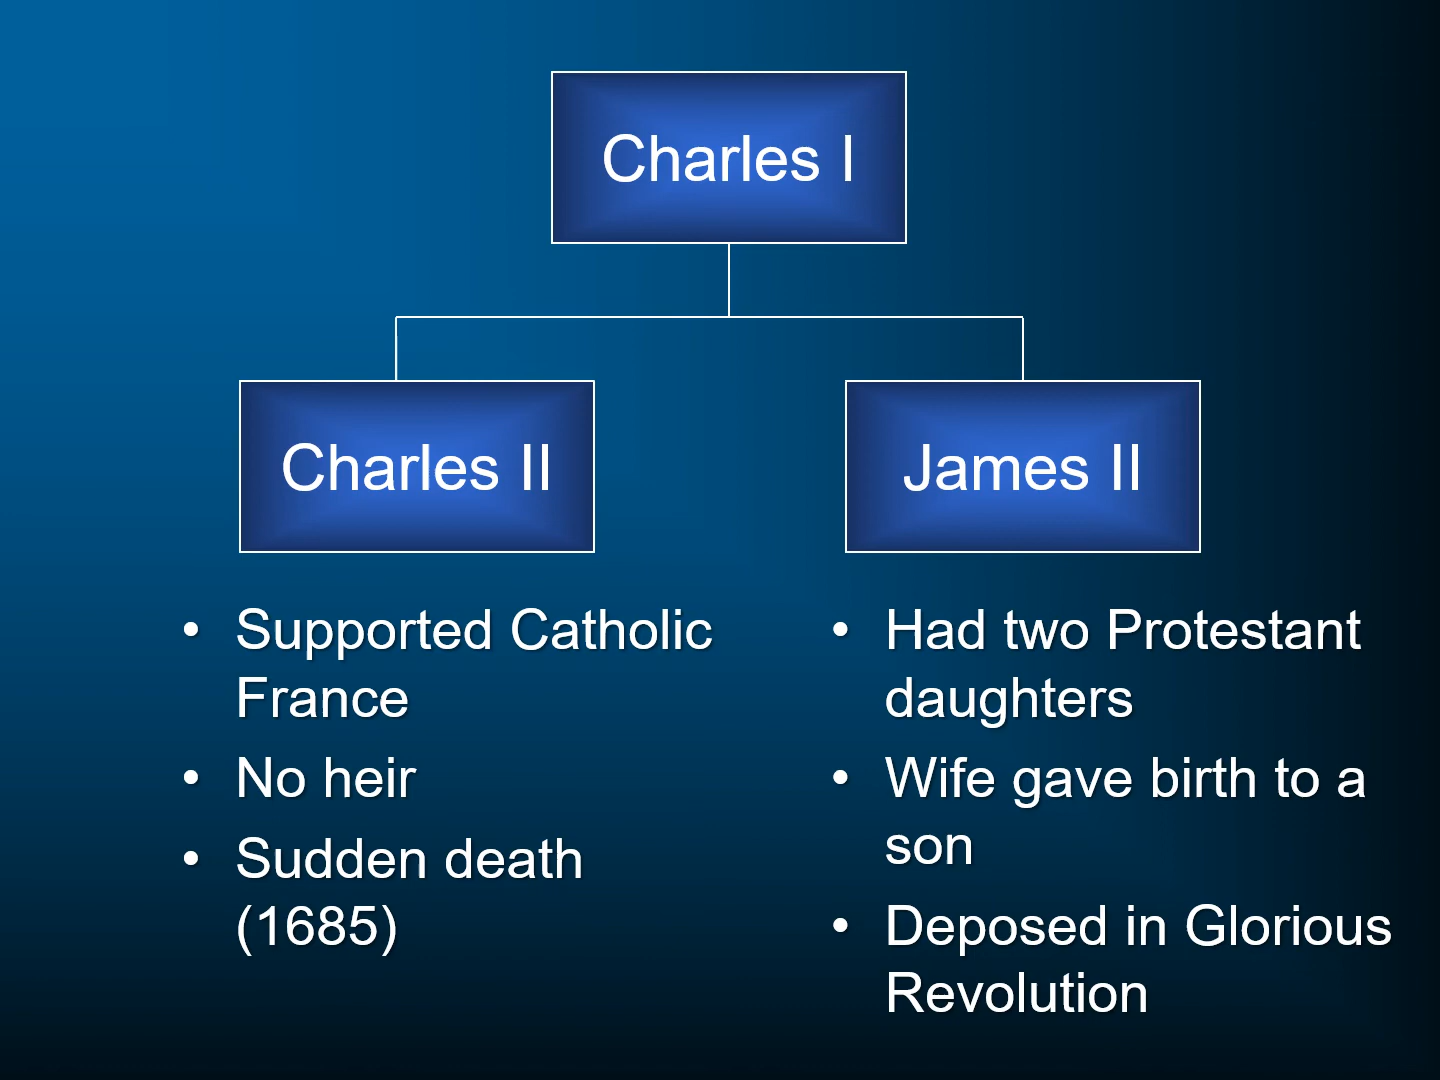 Charles I
Charles II
James II
• Supported Catholic
France
• No heir
• Sudden death
(1685)
• Had two Protestant
daughters
• Wife gave birth to a
son
• Deposed in Glorious
Revolution